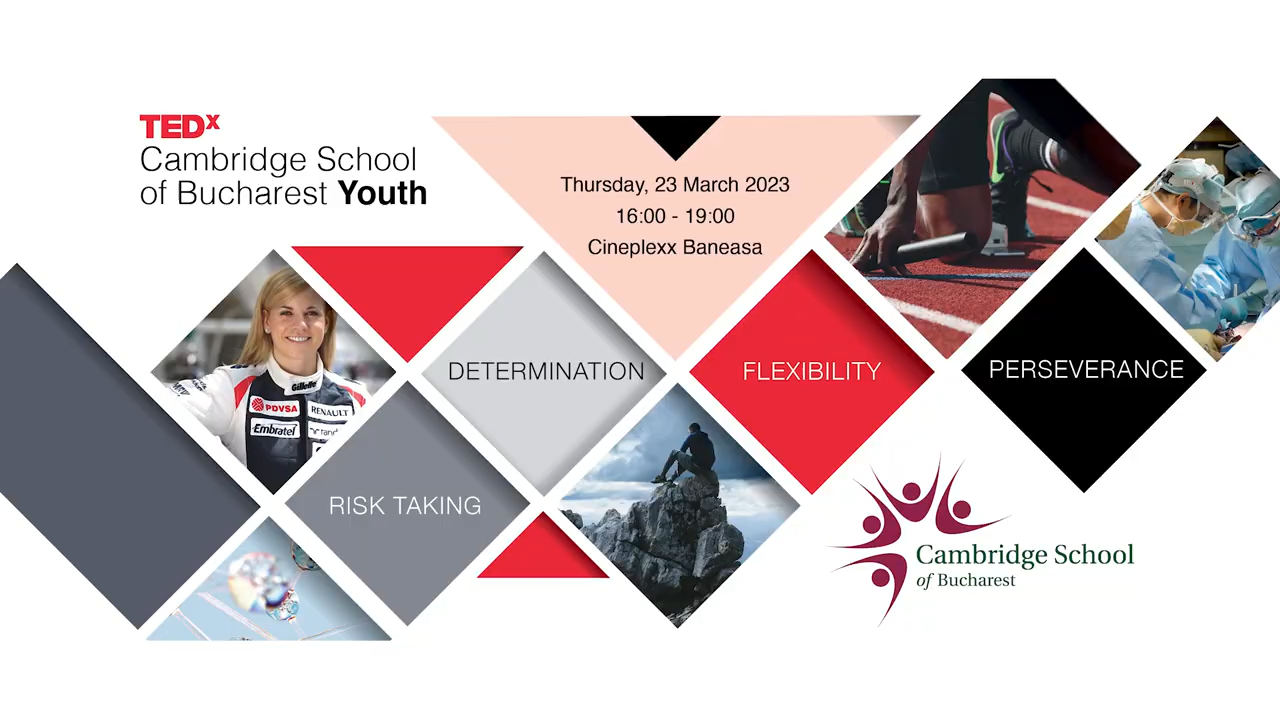 TEDx
Cambridge School
of Bucharest Youth
Thursday, 23 March 2023
16:00 - 19:00
Cineplexx Baneasa
DETERMINATION
FLEXIBILITY
PERSEVERANCE
Gillette
PDVSA
RENAULT
Embratel
RISK TAKING
Cambridge School
of Bucharest